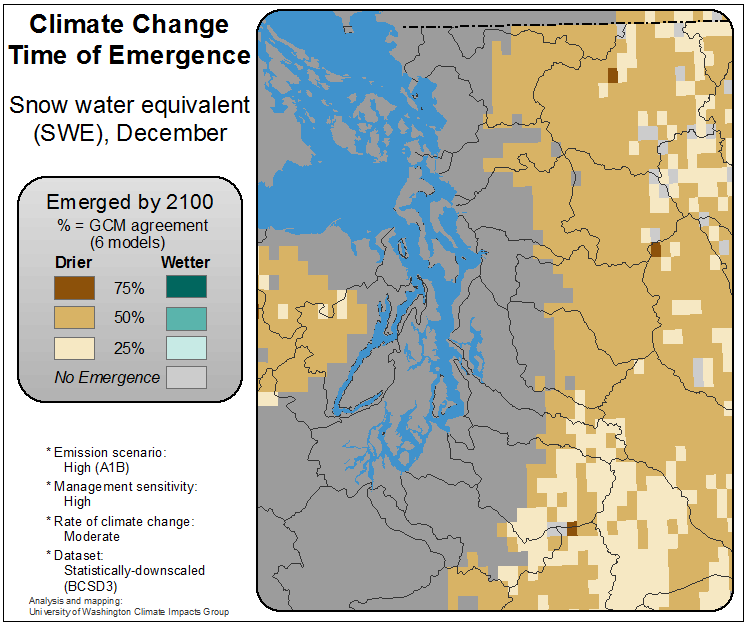 Climate Change
Time of Emergence
Snow water equivalent
(SWE), December
Emerged by 2100
% = GCM agreement
(6 models)
Drier Wetter
75%
50%
25%
No Emergence
* Emission scenario:
High (A1B)
* Management sensitivity:
High
* Rate of climate change:
Moderate
* Dataset:
Statistically-downscaled
(BCSD3)
Analysis and mapping:
University of Washington Climate Impacts Group